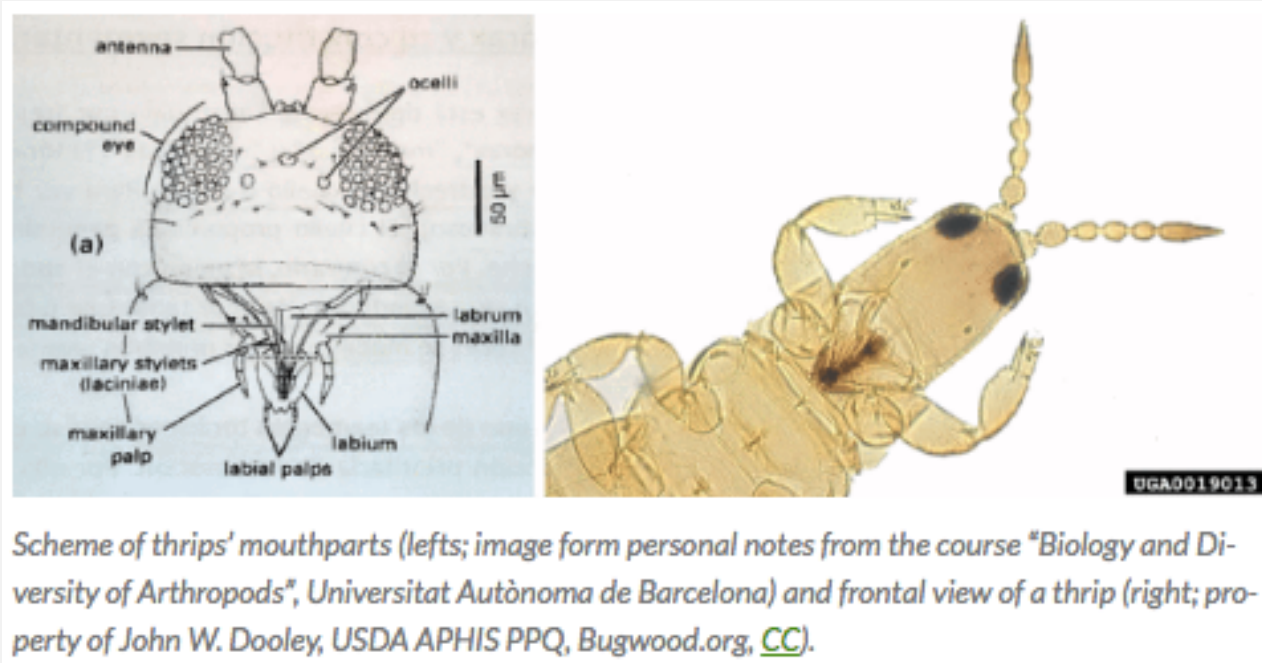 antenna
ocelli
compound
eye
50 µm
(a)
mandibular stylet
labrum
maxilla
maxillary stylets
(laciniae)
maxillary
palp
labium
labial palps
UGA0019013
Scheme of thrips' mouthparts (lefts; image form personal notes from the course "Biology and Di-
versity of Arthropods", Universitat Autònoma de Barcelona) and frontal view of a thrip (right; pro-
perty of John W. Dooley, USDA APHIS PPQ, Bugwood.org, CC).